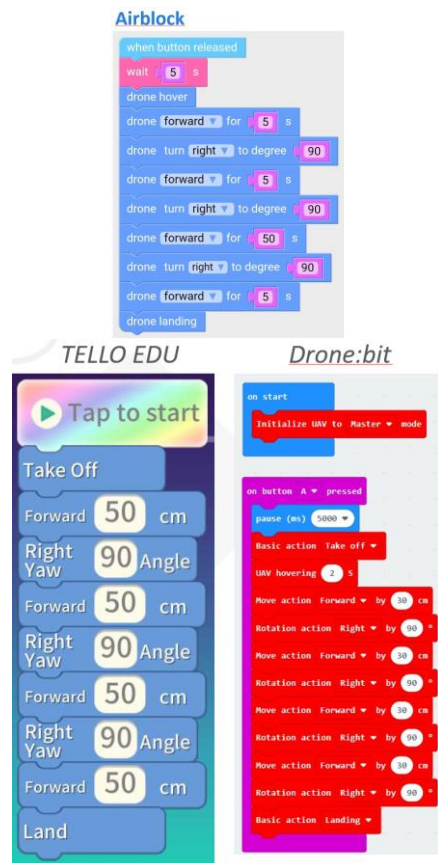 Airblock
when button released
wait 5 s
drone hover
drone forward for 5 s
drone turn right to degree 90
drone forward for 5 s
drone turn right to degree 90
drone forward for 50 s
drone turn right to degree 90
drone forward for 5 s
drone landing
TELLO EDU
Tap to start
Take Off
Forward 50 cm
Right Yaw 90 Angle
Forward 50 cm
Right Yaw 90 Angle
Forward 50 cm
Right Yaw 90 Angle
Forward 50 cm
Land
Drone:bit
on start
Initialize UAV to Master mode
on button A pressed
pause (ms) 5000
Basic action Take off
UAV hovering 2 S
Move action Forward by 30 cm
Rotation action Right by 90 °
Move action Forward by 30 cm
Rotation action Right by 90 °
Move action Forward by 30 cm
Rotation action Right by 90 °
Move action Forward by 30 cm
Rotation action Right by 90 °
Basic action Landing